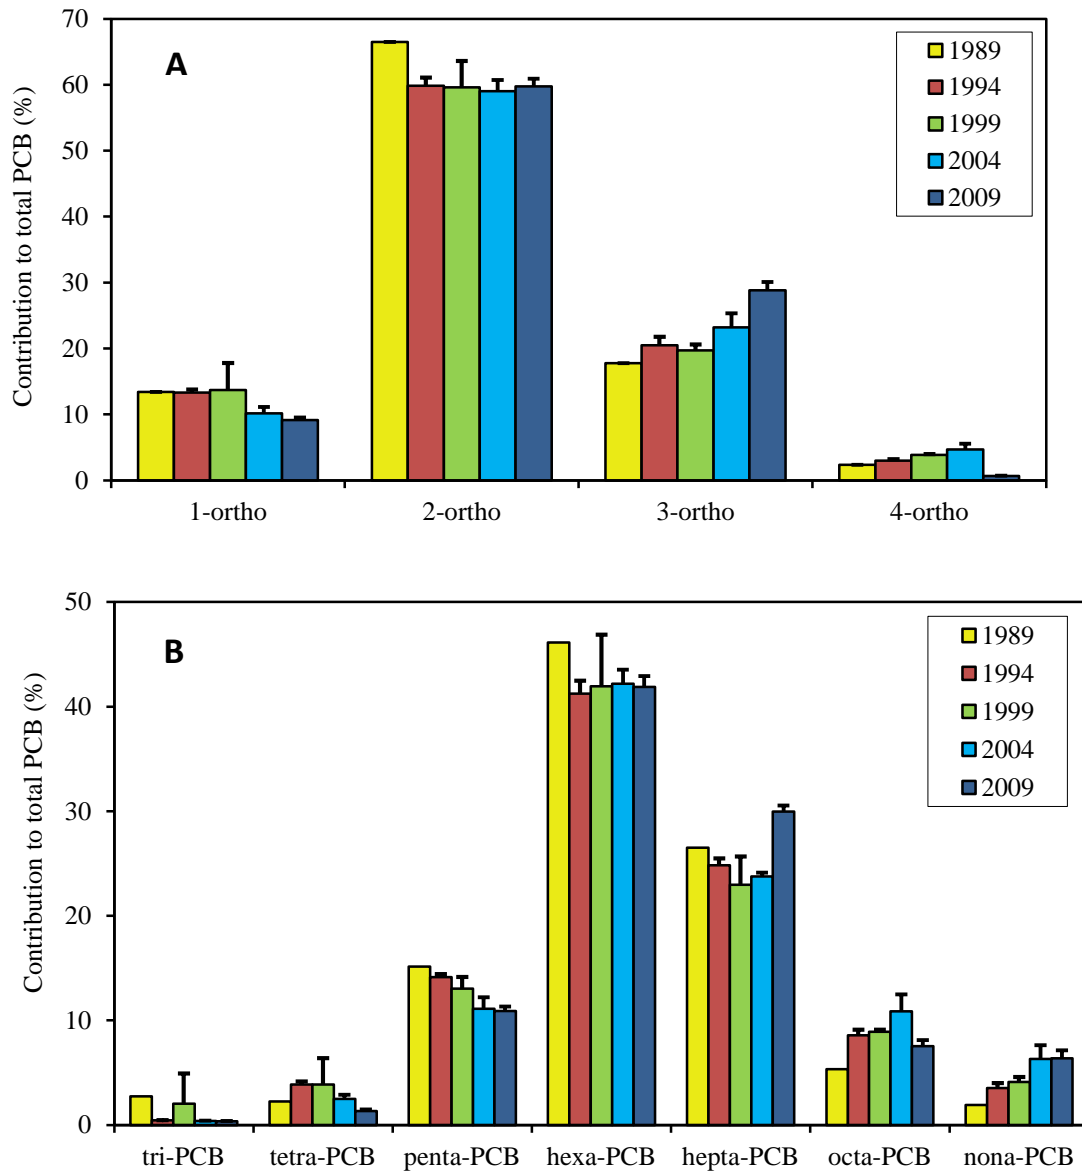 A
Contribution to total PCB (%)
70
60
50
40
30
20
10
0
1989
1994
1999
2004
2009
1-ortho
2-ortho
3-ortho
4-ortho
B
Contribution to total PCB (%)
50
40
30
20
10
0
1989
1994
1999
2004
2009
tri-PCB
tetra-PCB
penta-PCB
hexa-PCB
hepta-PCB
octa-PCB
nona-PCB